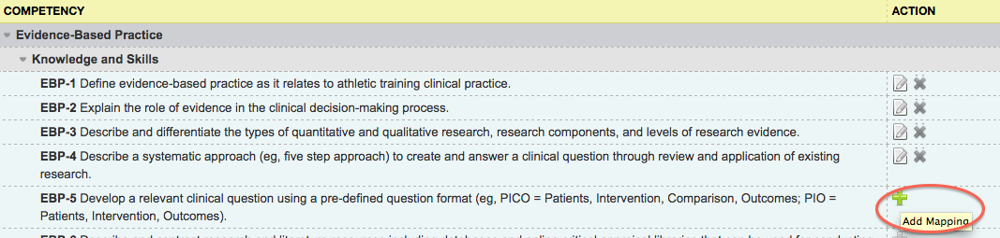 COMPETENCY ACTION
Evidence-Based Practice
Knowledge and Skills
EBP-1 Define evidence-based practice as it relates to athletic training clinical practice.
EBP-2 Explain the role of evidence in the clinical decision-making process.
EBP-3 Describe and differentiate the types of quantitative and qualitative research, research components, and levels of research evidence.
EBP-4 Describe a systematic approach (eg, five step approach) to create and answer a clinical question through review and application of existing
research.
EBP-5 Develop a relevant clinical question using a pre-defined question format (eg, PICO = Patients, Intervention, Comparison, Outcomes; PIO =
Patients, Intervention, Outcomes).
Add Mapping